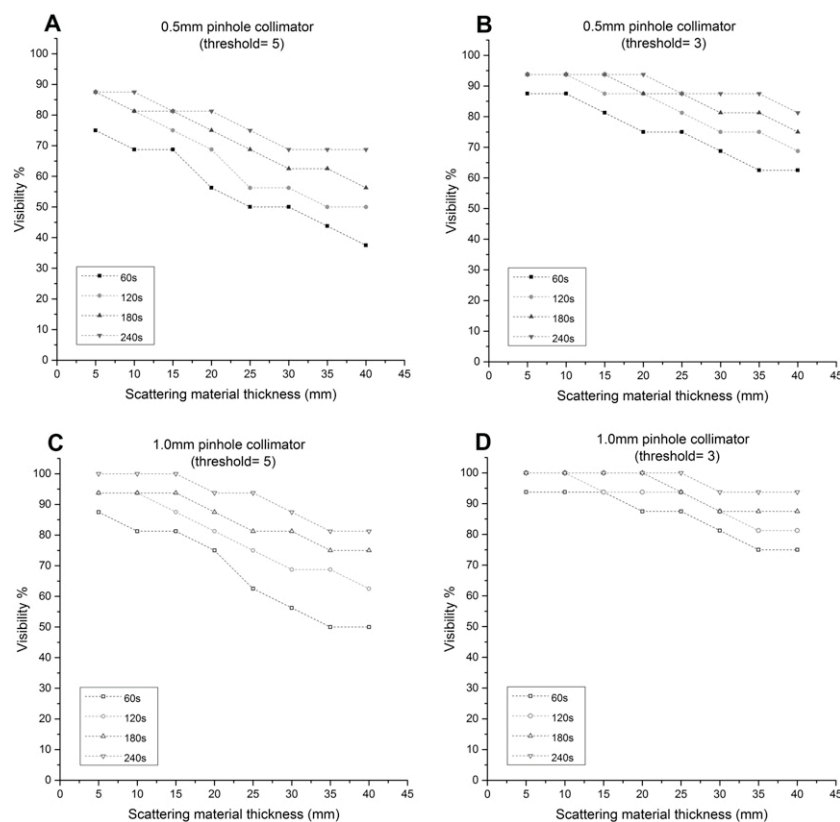 A
0.5mm pinhole collimator
(threshold= 5)
100
90
80
70
60
50
40
30
20
10
0
Visibility %
60s
120s
180s
240s
0 5 10 15 20 25 30 35 40 45
Scattering material thickness (mm)
B
0.5mm pinhole collimator
(threshold= 3)
100
90
80
70
60
50
40
30
20
10
0
Visibility %
60s
120s
180s
240s
0 5 10 15 20 25 30 35 40 45
Scattering material thickness (mm)
C
1.0mm pinhole collimator
(threshold= 5)
100
90
80
70
60
50
40
30
20
10
0
Visibility %
60s
120s
180s
240s
0 5 10 15 20 25 30 35 40 45
Scattering material thickness (mm)
D
1.0mm pinhole collimator
(threshold= 3)
100
90
80
70
60
50
40
30
20
10
0
Visibility %
60s
120s
180s
240s
0 5 10 15 20 25 30 35 40 45
Scattering material thickness (mm)